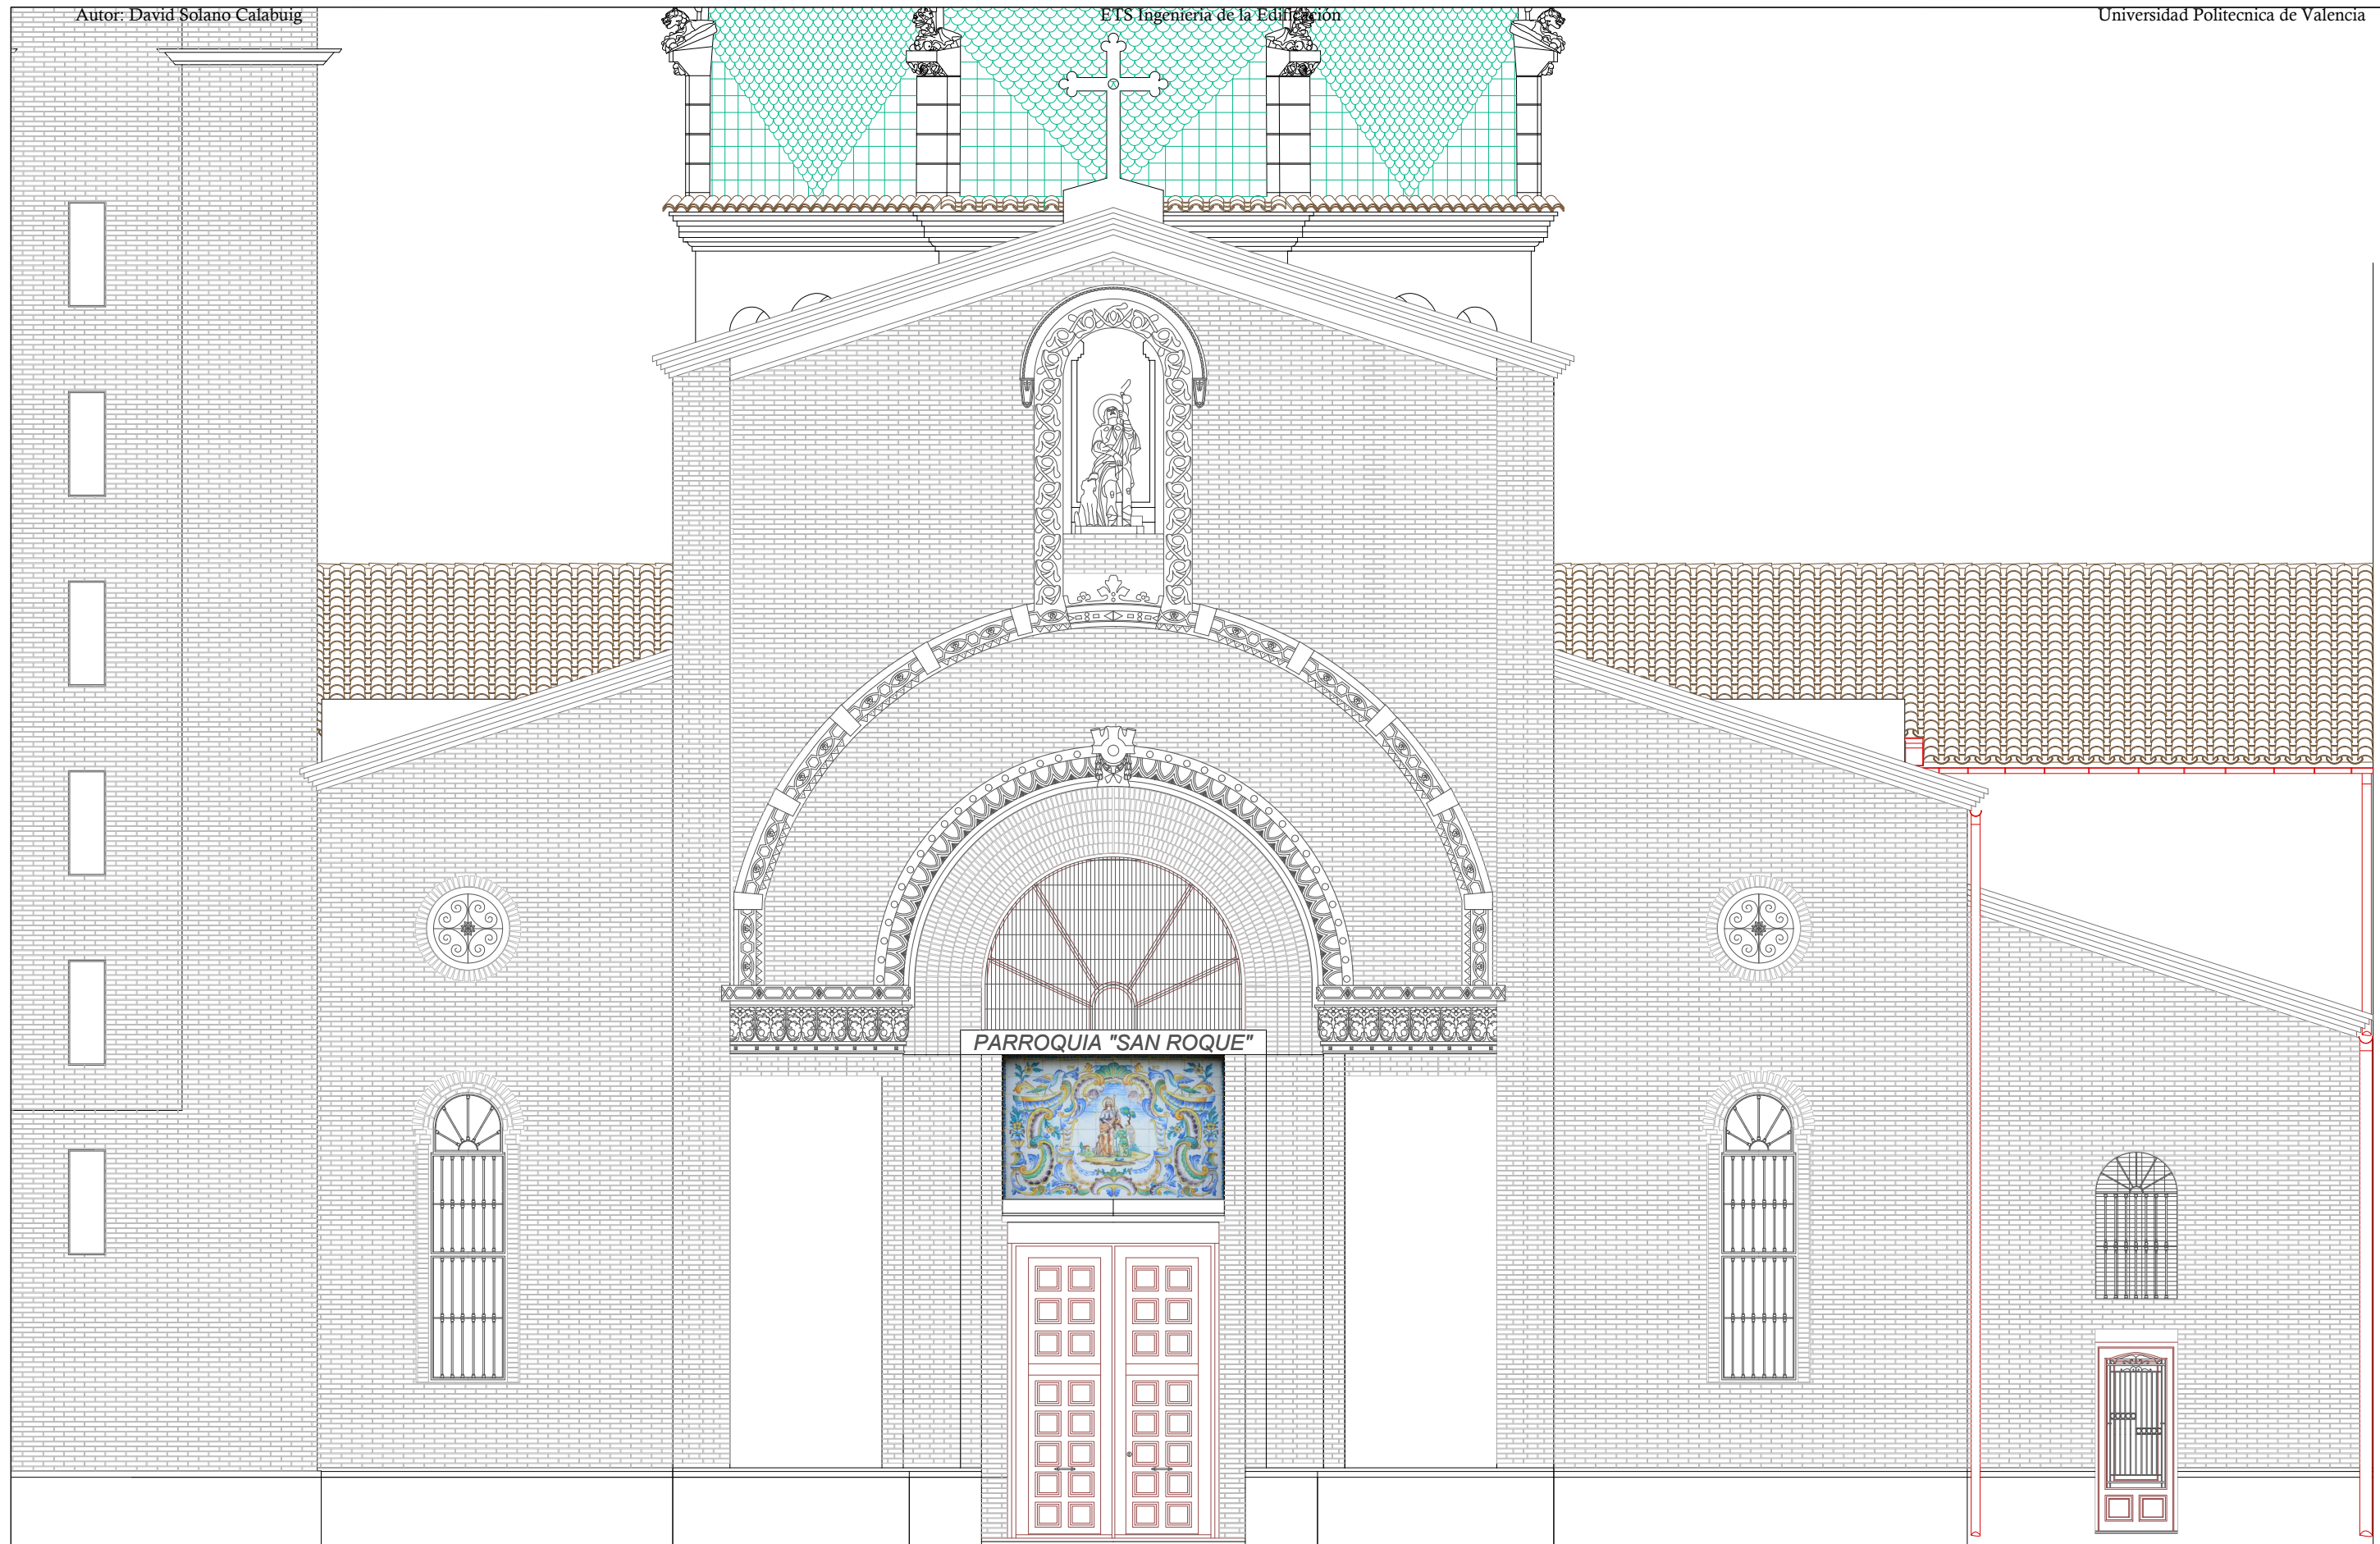 Autor: David Solano Calabuig
ETS Ingenieria de la Edificación
Universidad Politecnica de Valencia
PARROQUIA "SAN ROQUE"